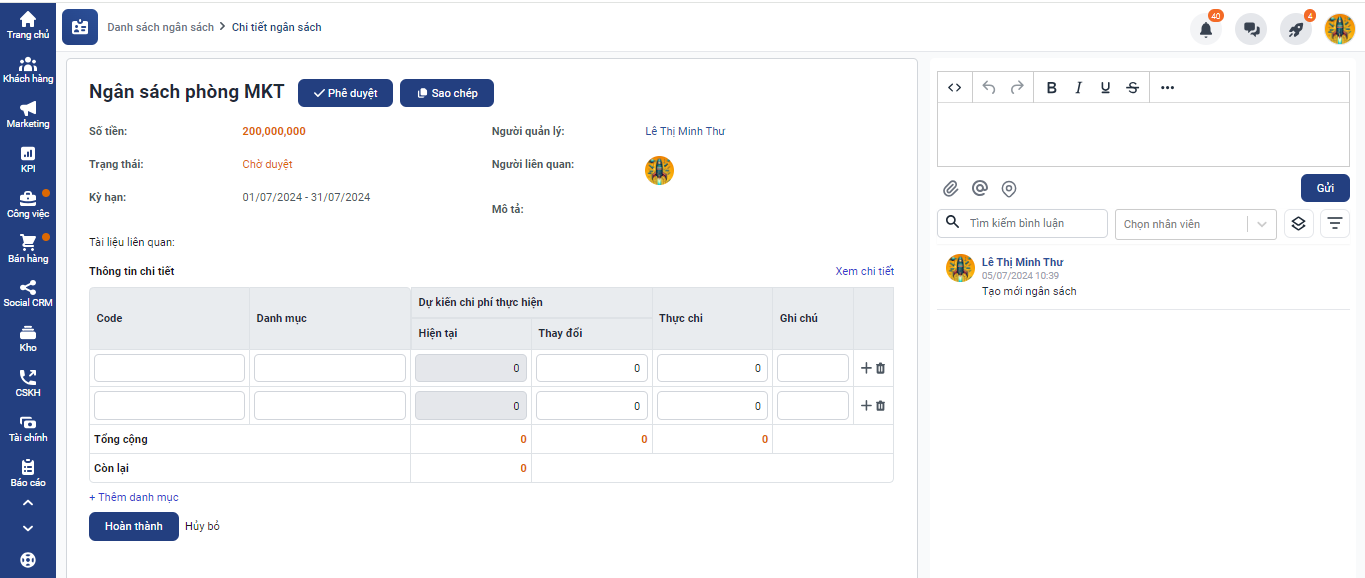 Trang chủ
Khách hàng
Marketing
KPI
Công việc
Bán hàng
Social CRM
Kho
CSKH
Tài chính
Báo cáo
Danh sách ngân sách > Chi tiết ngân sách
40
4
Ngân sách phòng MKT
Phê duyệt
Sao chép
Số tiền: 200,000,000
Người quản lý: Lê Thị Minh Thư
Trạng thái: Chờ duyệt
Người liên quan:
Kỳ hạn: 01/07/2024 - 31/07/2024
Mô tả:
Tài liệu liên quan:
Thông tin chi tiết
Xem chi tiết
Code Danh mục Dự kiến chi phí thực hiện Thực chi Ghi chú
Hiện tại Thay đổi
0 0 0
0 0 0
Tổng cộng 0 0 0
Còn lại 0
+ Thêm danh mục
Hoàn thành Hủy bỏ
B I U S
Gửi
Tìm kiếm bình luận
Chọn nhân viên
Lê Thị Minh Thư
05/07/2024 10:39
Tạo mới ngân sách